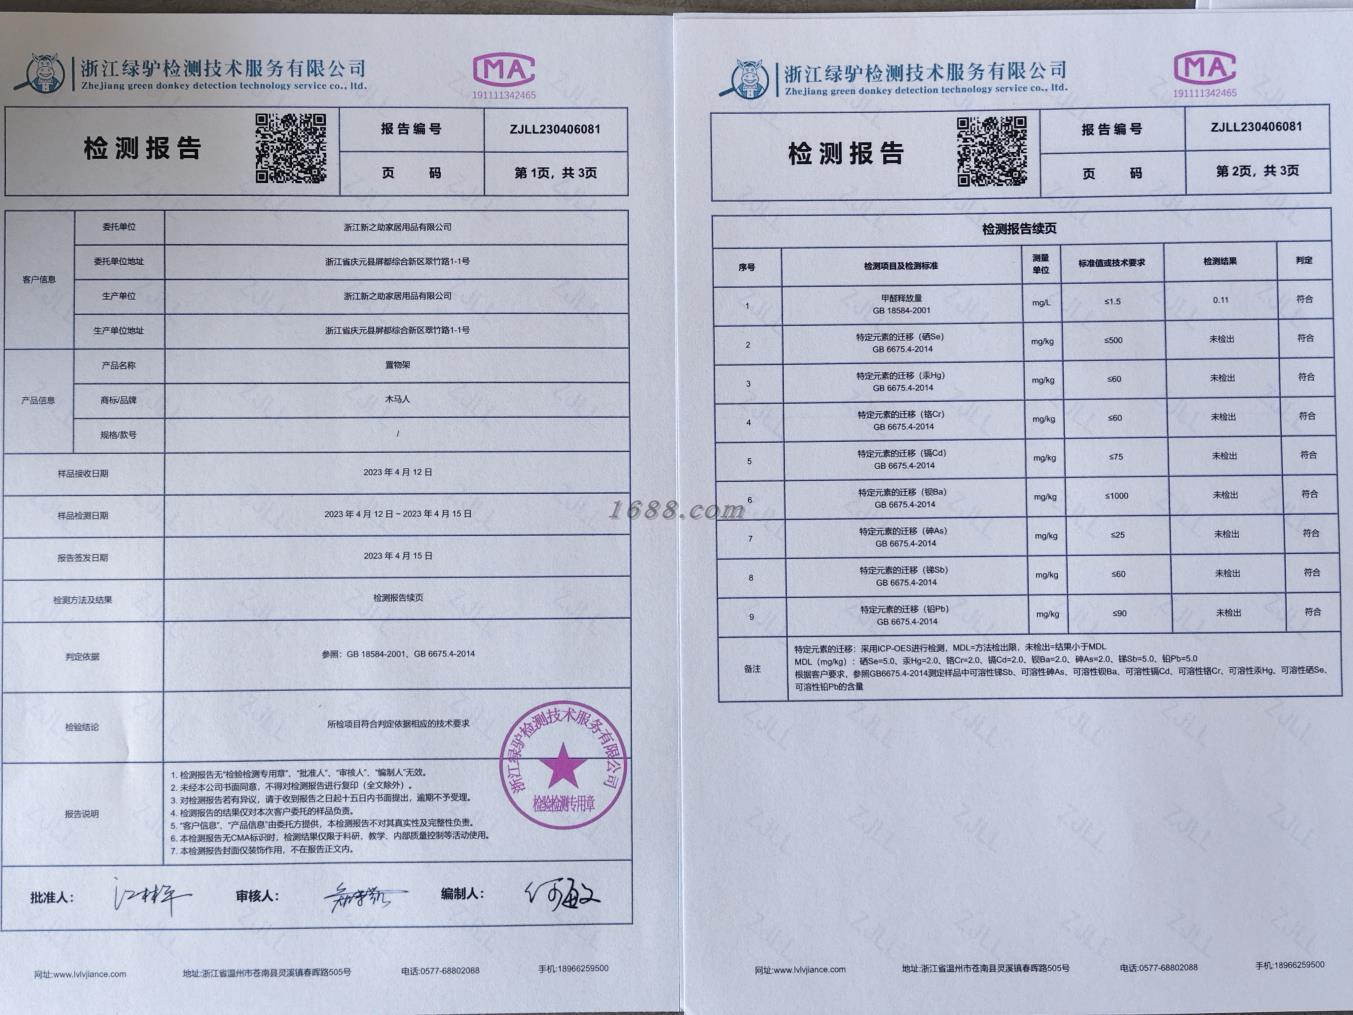 浙江绿驴检测技术服务有限公司
Zhejiang green donkey detection technology service co., ltd.
MA
191111342465
检测报告
报告编号
ZJLL230406081
页 码
第 1页，共 3页
客户信息
委托单位
浙江新之助家居用品有限公司
委托单位地址
浙江省庆元县屏都综合新区翠竹路1-1号
生产单位
浙江新之助家居用品有限公司
生产单位地址
浙江省庆元县屏都综合新区翠竹路1-1号
产品信息
产品名称
置物架
商标/品牌
木马人
规格/款号
/
样品接收日期
2023 年 4 月 12 日
样品检测日期
2023 年 4 月 12 日 ~ 2023 年 4 月 15 日
报告签发日期
2023 年 4 月 15 日
检测方法及结果
检测报告续页
判定依据
参照：GB 18584-2001、GB 6675.4-2014
检验结论
所检项目符合判定依据相应的技术要求
报告说明
1. 检测报告无“检验检测专用章”、“批准人”、“审核人”、“编制人”无效。
2. 未经本公司书面同意，不得对检测报告进行复印（全文除外）。
3. 对检测报告若有异议，请于收到报告之日起十五日内书面提出，逾期不予受理。
4. 检测报告的结果仅对本次客户委托的样品负责。
5. “客户信息”、“产品信息”由委托方提供，本检测报告不对其真实性及完整性负责。
6. 本检测报告无CMA标识时，检测结果仅限于科研、教学、内部质量控制等活动使用。
7. 本检测报告封面仅装饰作用，不在报告正文内。
浙江绿驴检测技术服务有限公司
检验检测专用章
批准人：
审核人：
编制人：
何敏
网址:www.lvlvjiance.com
地址:浙江省温州市苍南县灵溪镇春晖路505号
电话:0577-68802088
手机:18966259500
1688.com
浙江绿驴检测技术服务有限公司
Zhejiang green donkey detection technology service co., ltd.
MA
191111342465
检测报告
报告编号
ZJLL230406081
页 码
第 2页，共 3页
检测报告续页
序号
检测项目及检测标准
测量
单位
标准值或技术要求
检测结果
判定
1
甲醛释放量
GB 18584-2001
mg/L
≤1.5
0.11
符合
2
特定元素的迁移（硒Se）
GB 6675.4-2014
mg/kg
≤500
未检出
符合
3
特定元素的迁移（汞Hg）
GB 6675.4-2014
mg/kg
≤60
未检出
符合
4
特定元素的迁移（铬Cr）
GB 6675.4-2014
mg/kg
≤60
未检出
符合
5
特定元素的迁移（镉Cd）
GB 6675.4-2014
mg/kg
≤75
未检出
符合
6
特定元素的迁移（钡Ba）
GB 6675.4-2014
mg/kg
≤1000
未检出
符合
7
特定元素的迁移（砷As）
GB 6675.4-2014
mg/kg
≤25
未检出
符合
8
特定元素的迁移（锑Sb）
GB 6675.4-2014
mg/kg
≤60
未检出
符合
9
特定元素的迁移（铅Pb）
GB 6675.4-2014
mg/kg
≤90
未检出
符合
备注
特定元素的迁移：采用ICP-OES进行检测，MDL=方法检出限，未检出=结果小于MDL
MDL（mg/kg）：硒Se=5.0、汞Hg=2.0、铬Cr=2.0、镉Cd=2.0、钡Ba=2.0、砷As=2.0、锑Sb=5.0、铅Pb=5.0
根据客户要求，参照GB6675.4-2014测定样品中可溶性锑Sb、可溶性砷As、可溶性钡Ba、可溶性镉Cd、可溶性铬Cr、可溶性汞Hg、可溶性硒Se、
可溶性铅Pb的含量
网址:www.lvlvjiance.com
地址:浙江省温州市苍南县灵溪镇春晖路505号
电话:0577-68802088
手机:18966259500